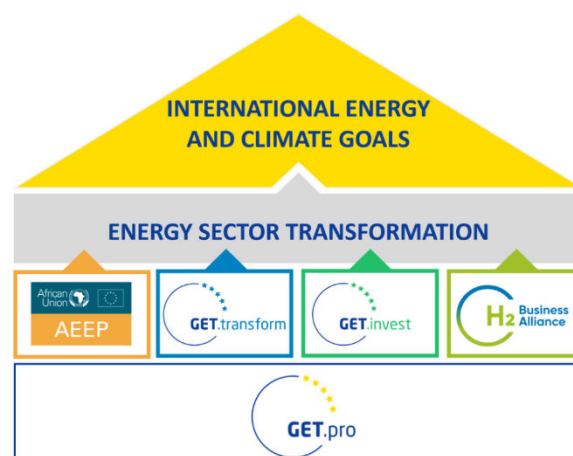 INTERNATIONAL ENERGY
AND CLIMATE GOALS
ENERGY SECTOR TRANSFORMATION
African
Union
AEEP
GET.transform
GET.invest
H2 Business
Alliance
GET.pro